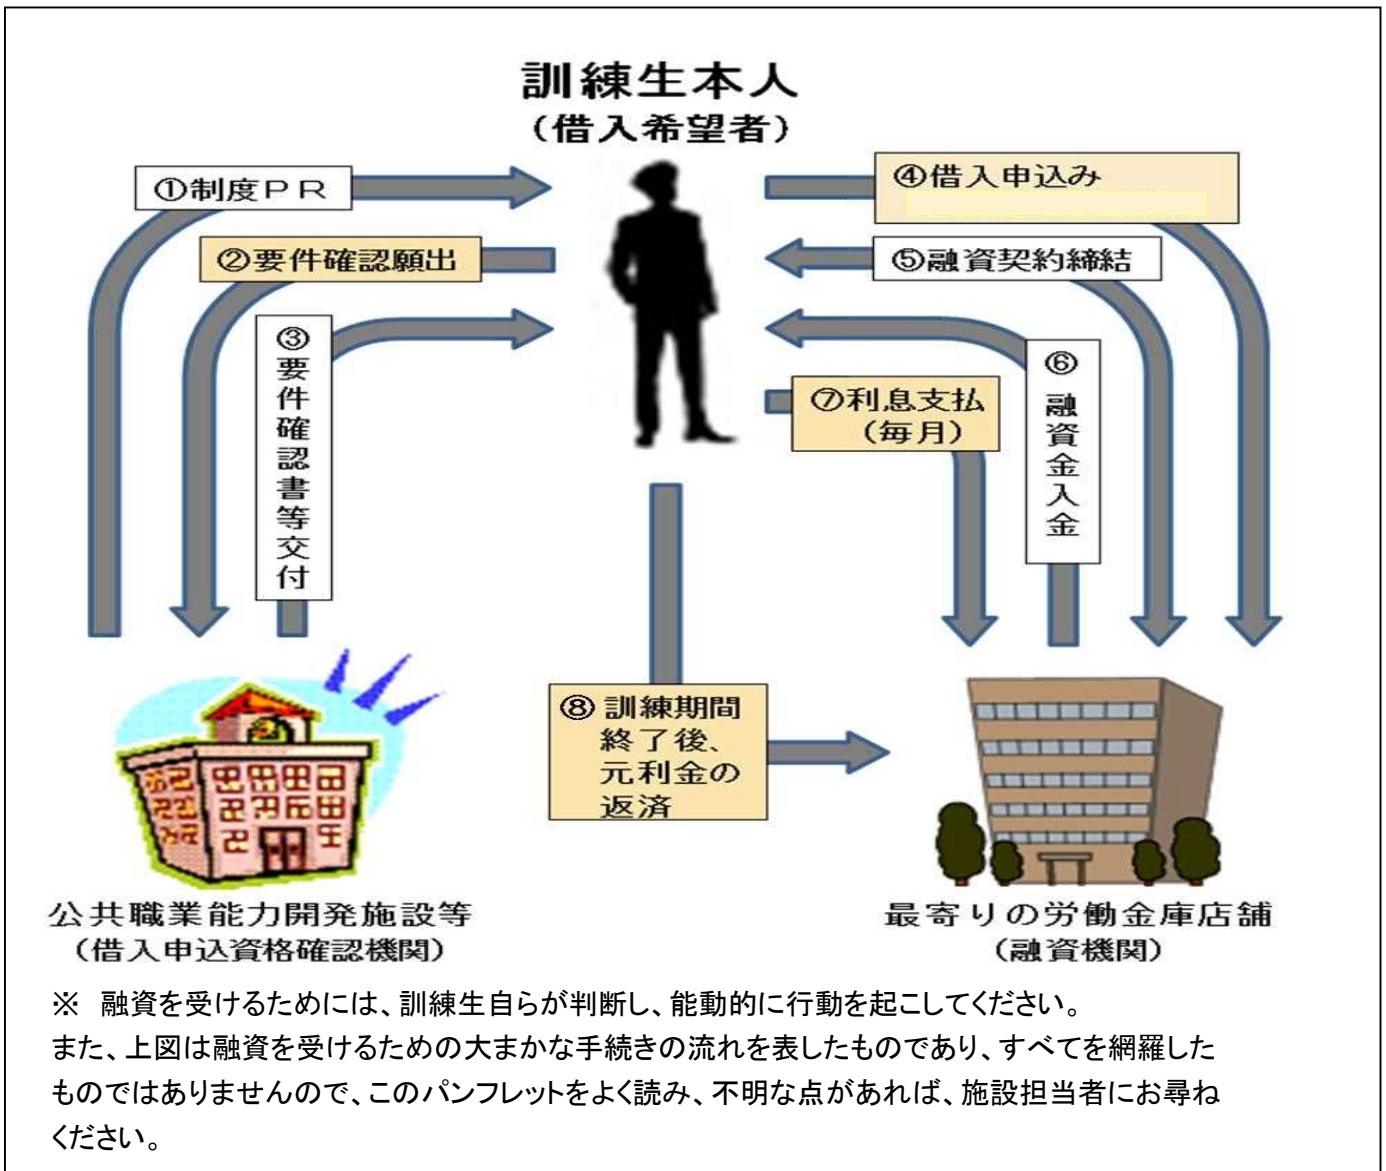 訓練生本人
（借入希望者）
①制度ＰＲ
②要件確認願出
③要件確認書等交付
④借入申込み
⑤融資契約締結
⑥融資金入金
⑦利息支払
（毎月）
⑧訓練期間
終了後、
元利金の
返済
公共職業能力開発施設等
（借入申込資格確認機関）
最寄りの労働金庫店舗
（融資機関）
※　融資を受けるためには、訓練生自らが判断し、能動的に行動を起こしてください。
また、上図は融資を受けるための大まかな手続きの流れを表したものであり、すべてを網羅した
ものではありませんので、このパンフレットをよく読み、不明な点があれば、施設担当者にお尋ね
ください。